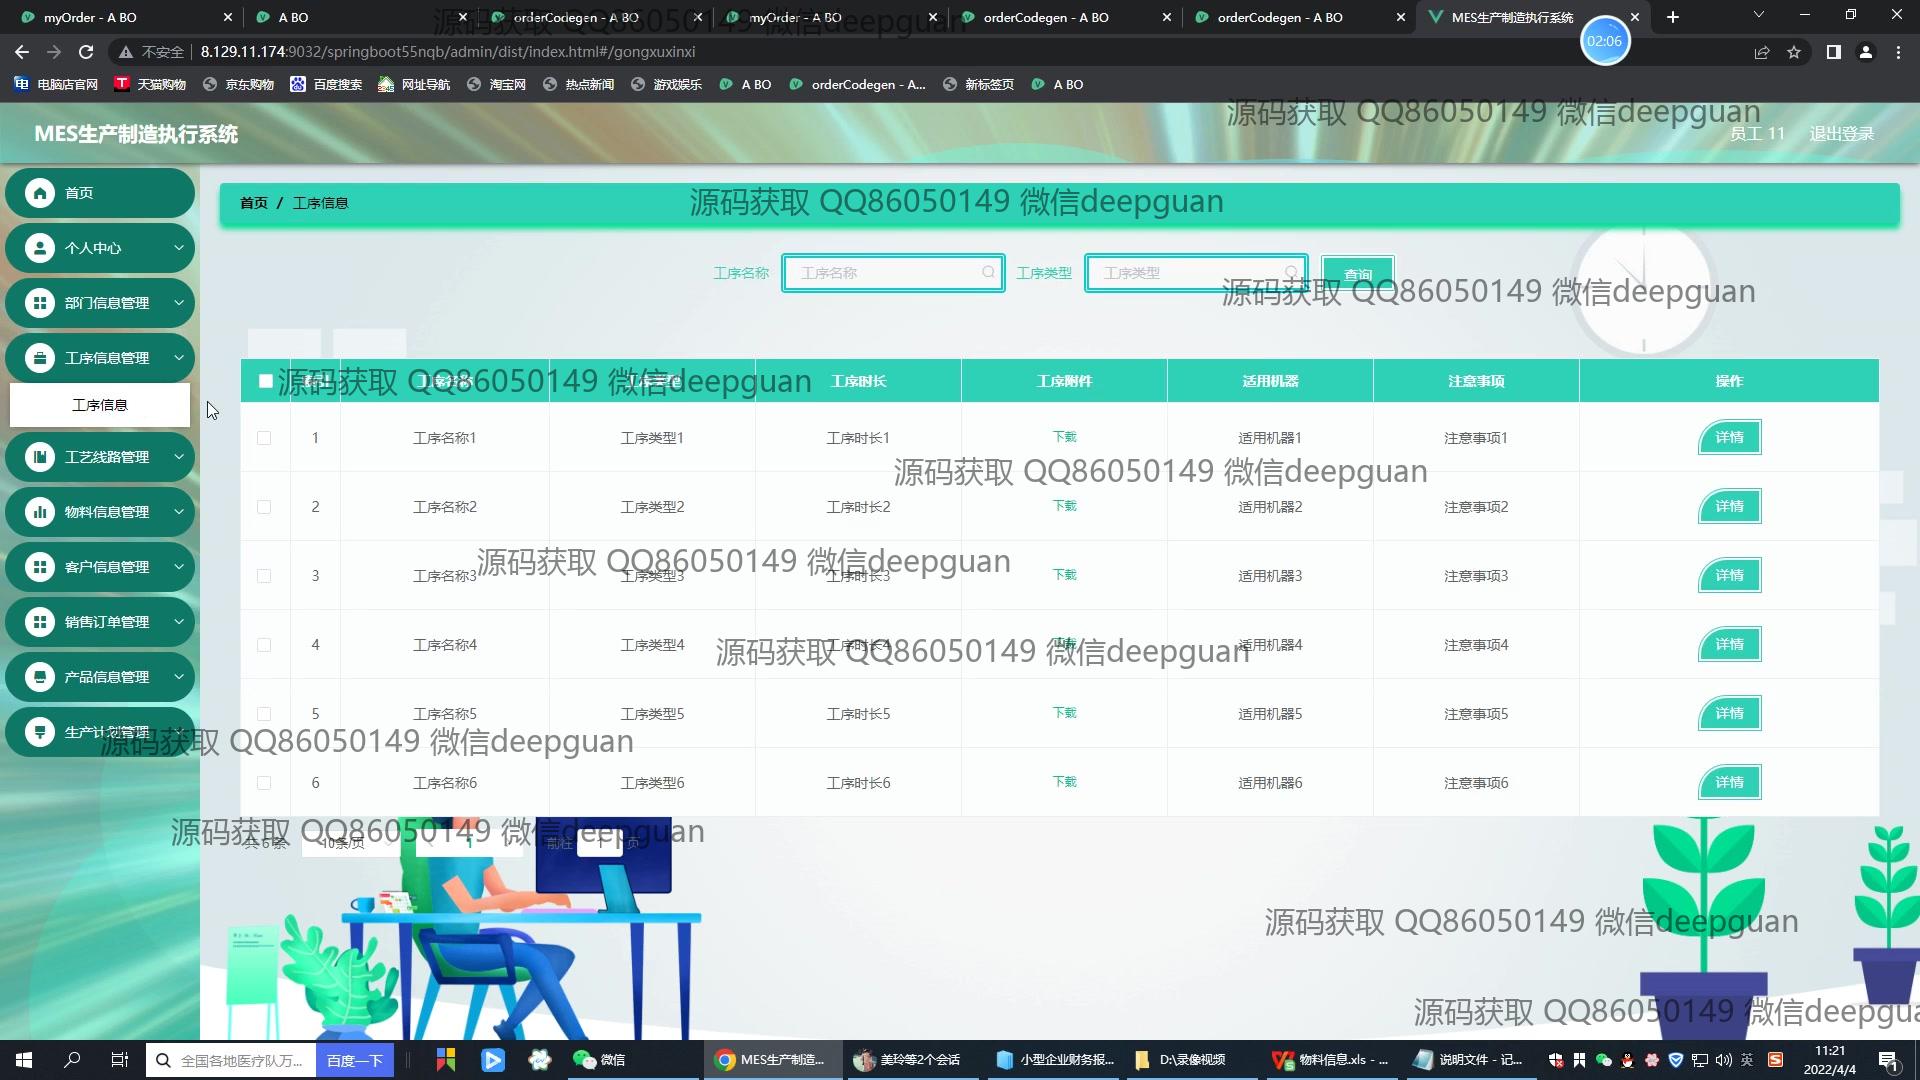 myOrder - A BO
A BO
orderCodegen - A BO
myOrder - A BO
orderCodegen - A BO
orderCodegen - A BO
MES生产制造执行系统
02:06
不安全
8.129.11.174:9032/springboot55nqb/admin/dist/index.html#/gongxuxinxi
电脑店官网
天猫购物
京东购物
百度搜索
网址导航
淘宝网
热点新闻
游戏娱乐
A BO
orderCodegen - A...
新标签页
A BO
MES生产制造执行系统
员工 11
退出登录
源码获取 QQ86050149 微信deepguan
首页
个人中心
部门信息管理
工序信息管理
工序信息
工艺线路管理
物料信息管理
客户信息管理
销售订单管理
产品信息管理
生产计划管理
首页 / 工序信息
源码获取 QQ86050149 微信deepguan
工序名称
工序名称
工序类型
工序类型
查询
源码获取 QQ86050149 微信deepguan
源码获取 QQ86050149 微信deepguan
工序时长 工序附件 适用机器 注意事项 操作
1 工序名称1 工序类型1 工序时长1 下载 适用机器1 注意事项1 详情
源码获取 QQ86050149 微信deepguan
2 工序名称2 工序类型2 工序时长2 下载 适用机器2 注意事项2 详情
源码获取 QQ86050149 微信deepguan
3 工序名称3 工序类型3 工序时长3 下载 适用机器3 注意事项3 详情
4 工序名称4 工序类型4 工序时长4 下载 适用机器4 注意事项4 详情
源码获取 QQ86050149 微信deepguan
5 工序名称5 工序类型5 工序时长5 下载 适用机器5 注意事项5 详情
源码获取 QQ86050149 微信deepguan
6 工序名称6 工序类型6 工序时长6 下载 适用机器6 注意事项6 详情
源码获取 QQ86050149 微信deepguan
共 6 条 10条/页 1 前往 1 页
源码获取 QQ86050149 微信deepguan
源码获取 QQ86050149 微信deepgua
全国各地医疗队万...
百度一下
微信
MES生产制造...
美玲等2个会话
小型企业财务报...
D:\录像视频
物料信息.xls - ...
说明文件 - 记...
英
11:21
2022/4/4